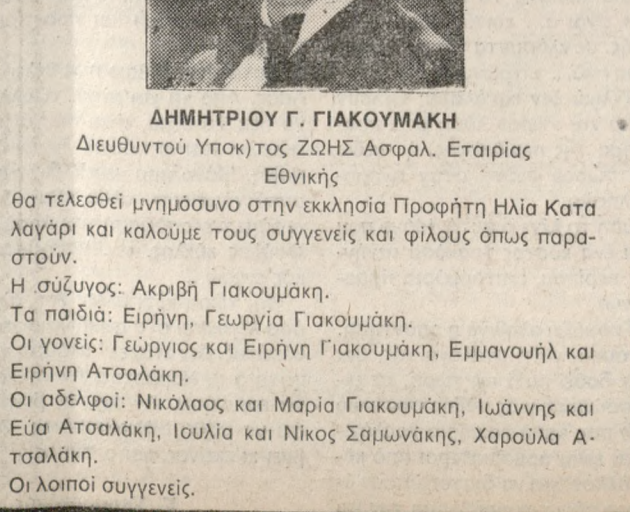 ΔΗΜΗΤΡΙΟΥ Γ. ΓΙΑΚΟΥΜΑΚΗ
Διευθυντού Υποκ)τος ΖΩΗΣ Ασφαλ. Εταιρίας
Εθνικής
θα τελεσθεί μνημόσυνο στην εκκλησία Προφήτη Ηλία Κατα
λαγάρι και καλούμε τους συγγενείς και φίλους όπως παρα-
στούν.
Η σύζυγος: Ακριβή Γιακουμάκη.
Τα παιδιά: Ειρήνη, Γεωργία Γιακουμάκη.
Οι γονείς: Γεώργιος και Ειρήνη Γιακουμάκη, Εμμανουήλ και
Ειρήνη Ατσαλάκη.
Οι αδελφοί: Νικόλαος και Μαρία Γιακουμάκη, Ιωάννης και
Εύα Ατσαλάκη, Ιουλία και Νίκος Σαμωνάκης, Χαρούλα Α-
τσαλάκη.
Οι λοιποί συγγενείς.